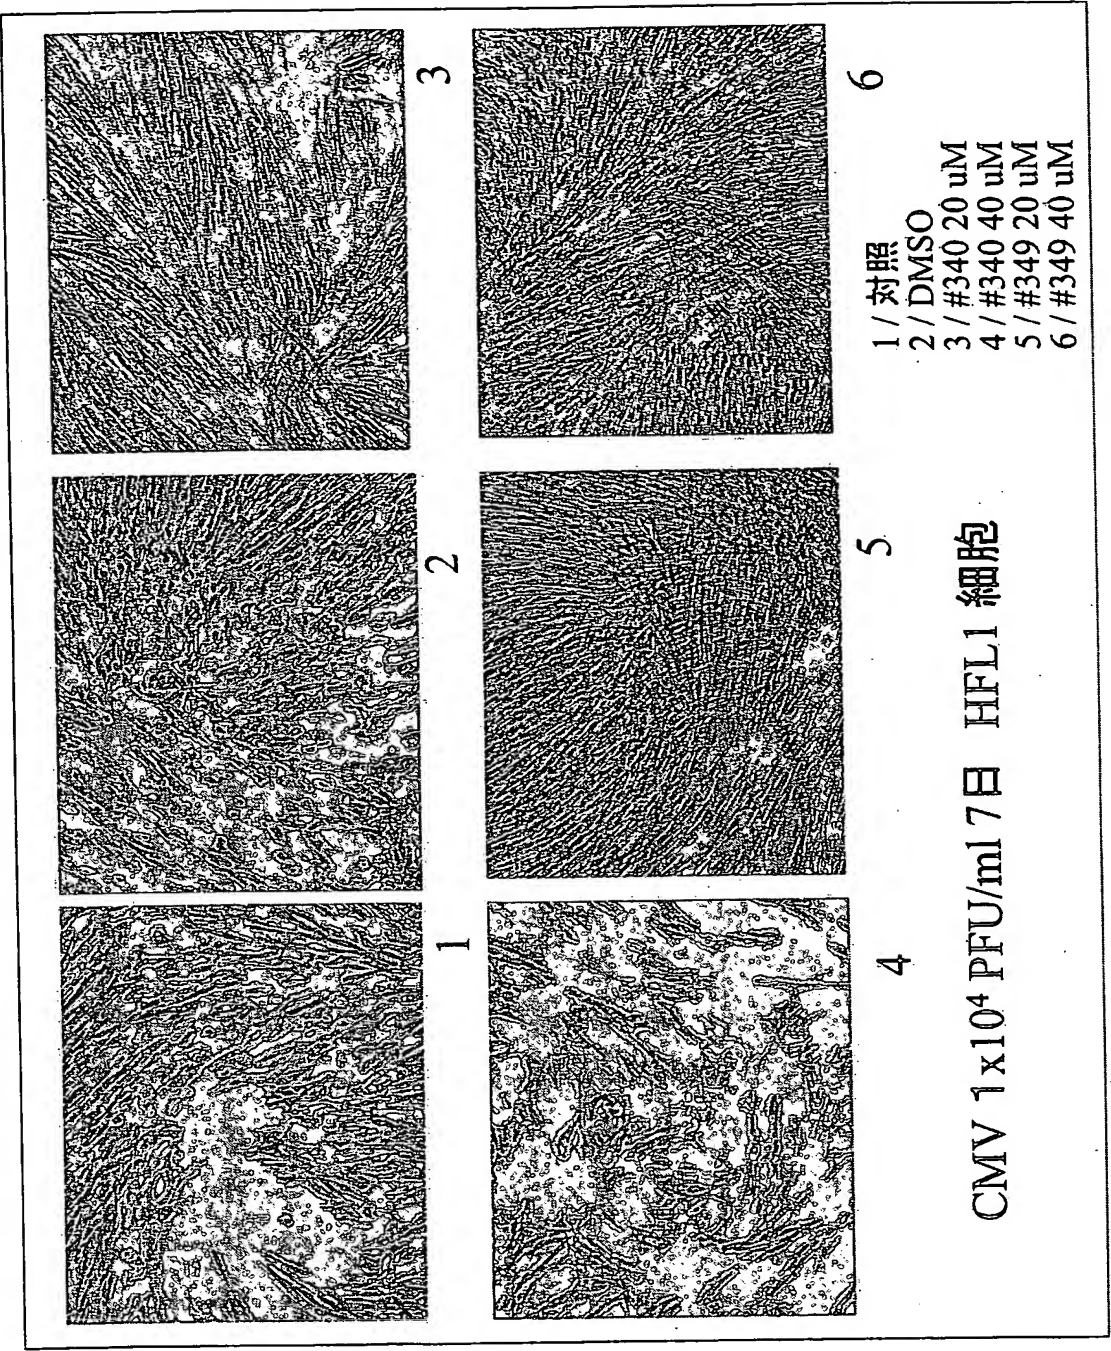 1
2
3
4
5
6
CMV 1x10⁴ PFU/ml 7日 HFL1 細胞
1 / 対照
2 / DMSO
3 / #340 20 uM
4 / #340 40 uM
5 / #349 20 uM
6 / #349 40 uM